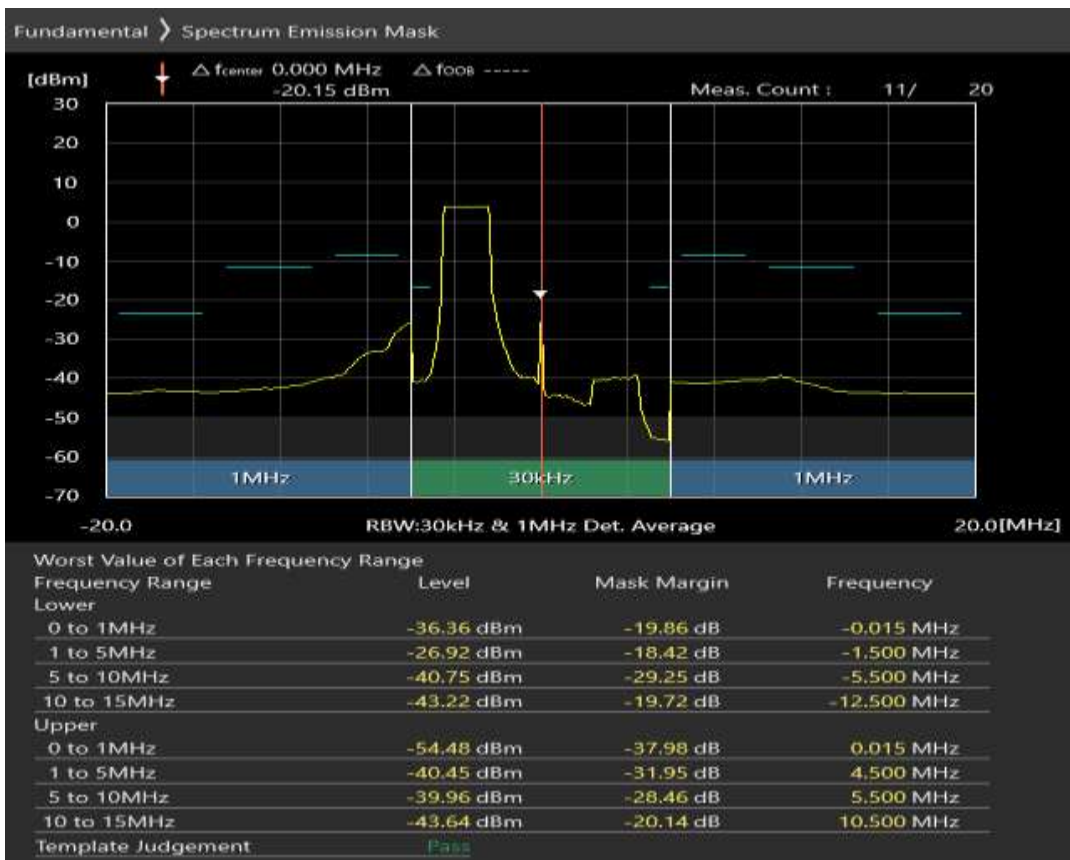 Fundamental ❯ Spectrum Emission Mask
[dBm] △ fcenter 0.000 MHz △ fOOB -----
-20.15 dBm Meas. Count : 11/ 20
30
20
10
0
-10
-20
-30
-40
-50
-60
-70
1MHz 30kHz 1MHz
-20.0 RBW:30kHz & 1MHz Det. Average 20.0[MHz]
Worst Value of Each Frequency Range
Frequency Range Level Mask Margin Frequency
Lower
0 to 1MHz -36.36 dBm -19.86 dB -0.015 MHz
1 to 5MHz -26.92 dBm -18.42 dB -1.500 MHz
5 to 10MHz -40.75 dBm -29.25 dB -5.500 MHz
10 to 15MHz -43.22 dBm -19.72 dB -12.500 MHz
Upper
0 to 1MHz -54.48 dBm -37.98 dB 0.015 MHz
1 to 5MHz -40.45 dBm -31.95 dB 4.500 MHz
5 to 10MHz -39.96 dBm -28.46 dB 5.500 MHz
10 to 15MHz -43.64 dBm -20.14 dB 10.500 MHz
Template Judgement Pass